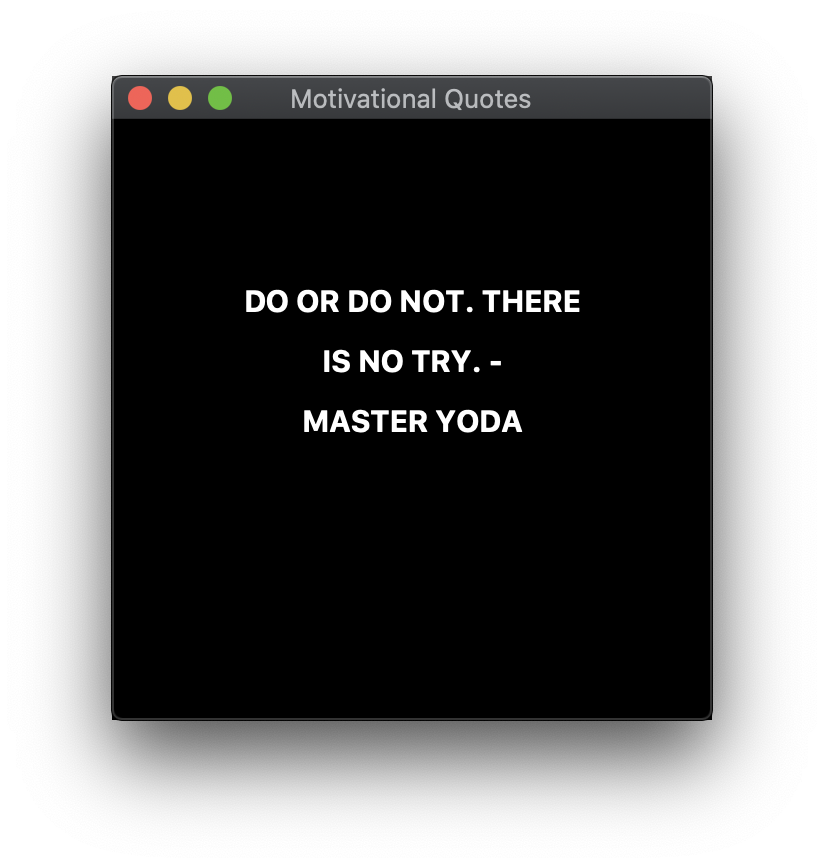 Motivational Quotes
DO OR DO NOT. THERE
IS NO TRY. -
MASTER YODA